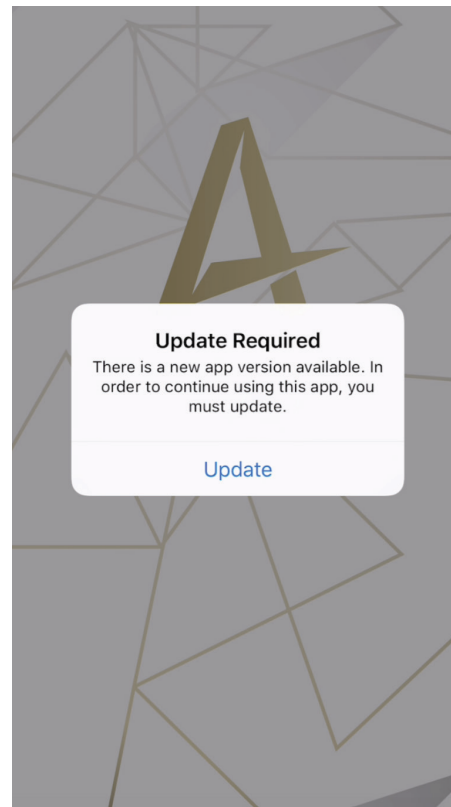 Update Required
There is a new app version available. In
order to continue using this app, you
must update.
Update